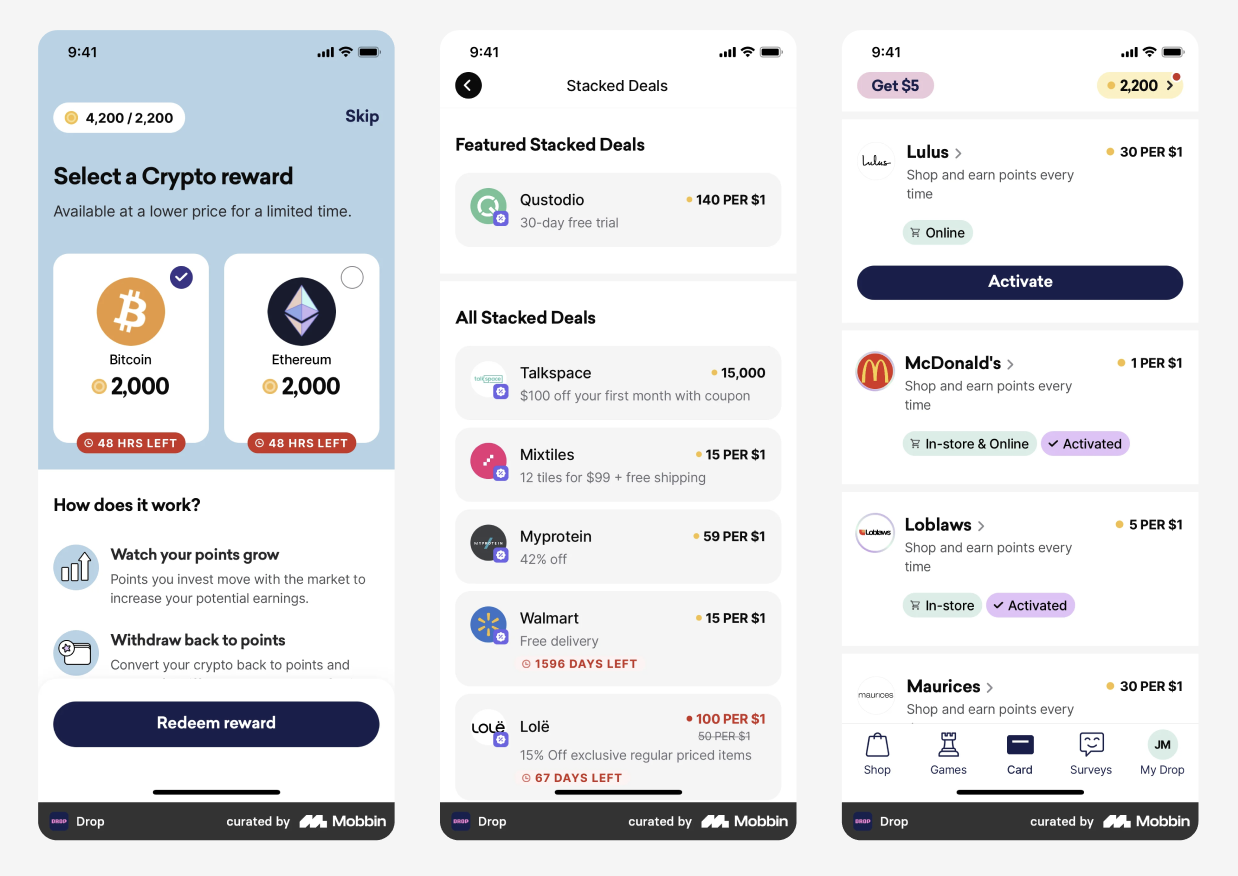 9:41
4,200 / 2,200
Skip
Select a Crypto reward
Available at a lower price for a limited time.
Bitcoin
2,000
48 HRS LEFT
Ethereum
2,000
48 HRS LEFT
How does it work?
Watch your points grow
Points you invest move with the market to
increase your potential earnings.
Withdraw back to points
Convert your crypto back to points and
Redeem reward
DROP
Drop
curated by
Mobbin
9:41
Stacked Deals
Featured Stacked Deals
Qustodio
140 PER $1
30-day free trial
All Stacked Deals
talkspace
Talkspace
15,000
$100 off your first month with coupon
Mixtiles
15 PER $1
12 tiles for $99 + free shipping
MYPROTEIN
Myprotein
59 PER $1
42% off
Walmart
15 PER $1
Free delivery
1596 DAYS LEFT
LOLË
Lolë
100 PER $1
50 PER $1
15% Off exclusive regular priced items
67 DAYS LEFT
DROP
Drop
curated by
Mobbin
9:41
Get $5
2,200
Lulus
Lulus
30 PER $1
Shop and earn points every
time
Online
Activate
McDonald's
1 PER $1
Shop and earn points every
time
In-store & Online
Activated
Loblaws
Loblaws
5 PER $1
Shop and earn points every
time
In-store
Activated
maurices
Maurices
30 PER $1
Shop and earn points every
Shop
Games
Card
Surveys
JM
My Drop
DROP
Drop
curated by
Mobbin